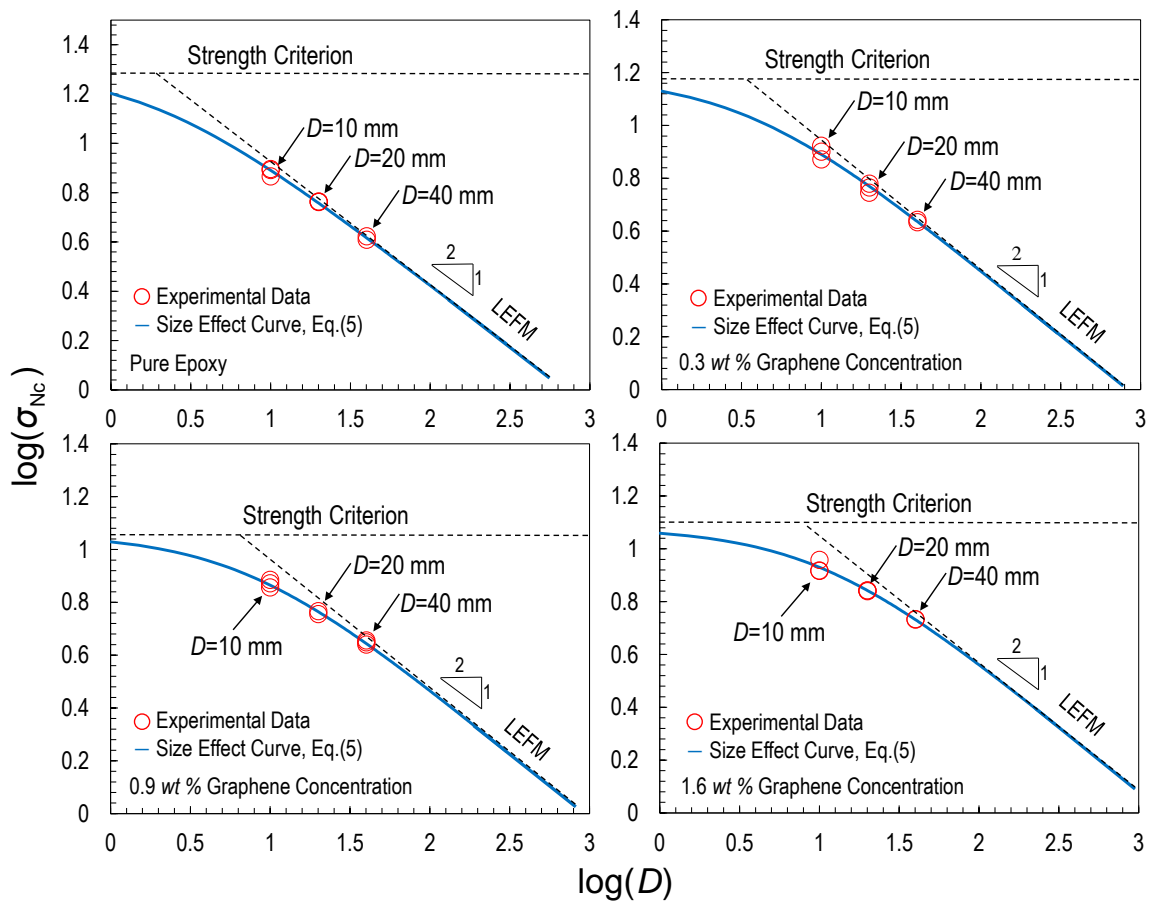 log(σNc)
1.4
1.2
1
0.8
0.6
0.4
0.2
0
Strength Criterion
D=10 mm
D=20 mm
D=40 mm
2
1
LEFM
Experimental Data
Size Effect Curve, Eq.(5)
Pure Epoxy
0 0.5 1 1.5 2 2.5 3
1.4
1.2
1
0.8
0.6
0.4
0.2
0
Strength Criterion
D=10 mm
D=20 mm
D=40 mm
2
1
LEFM
Experimental Data
Size Effect Curve, Eq.(5)
0.3 wt % Graphene Concentration
0 0.5 1 1.5 2 2.5 3
1.4
1.2
1
0.8
0.6
0.4
0.2
0
Strength Criterion
D=20 mm
D=40 mm
D=10 mm
2
1
LEFM
Experimental Data
Size Effect Curve, Eq.(5)
0.9 wt % Graphene Concentration
0 0.5 1 1.5 2 2.5 3
1.4
1.2
1
0.8
0.6
0.4
0.2
0
Strength Criterion
D=20 mm
D=40 mm
D=10 mm
2
1
LEFM
Experimental Data
Size Effect Curve, Eq.(5)
1.6 wt % Graphene Concentration
0 0.5 1 1.5 2 2.5 3
log(D)